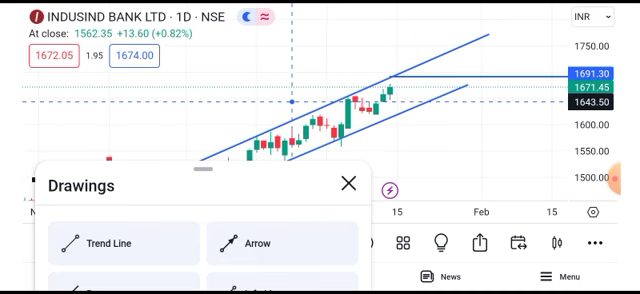 INDUSIND BANK LTD · 1D · NSE
INR
At close: 1562.35 +13.60 (+0.82%)
1672.05 1.95 1674.00
1750.00
1691.30
1671.45
1643.50
1600.00
1550.00
1500.00
Drawings
15 Feb 15
Trend Line
Arrow
News
Menu